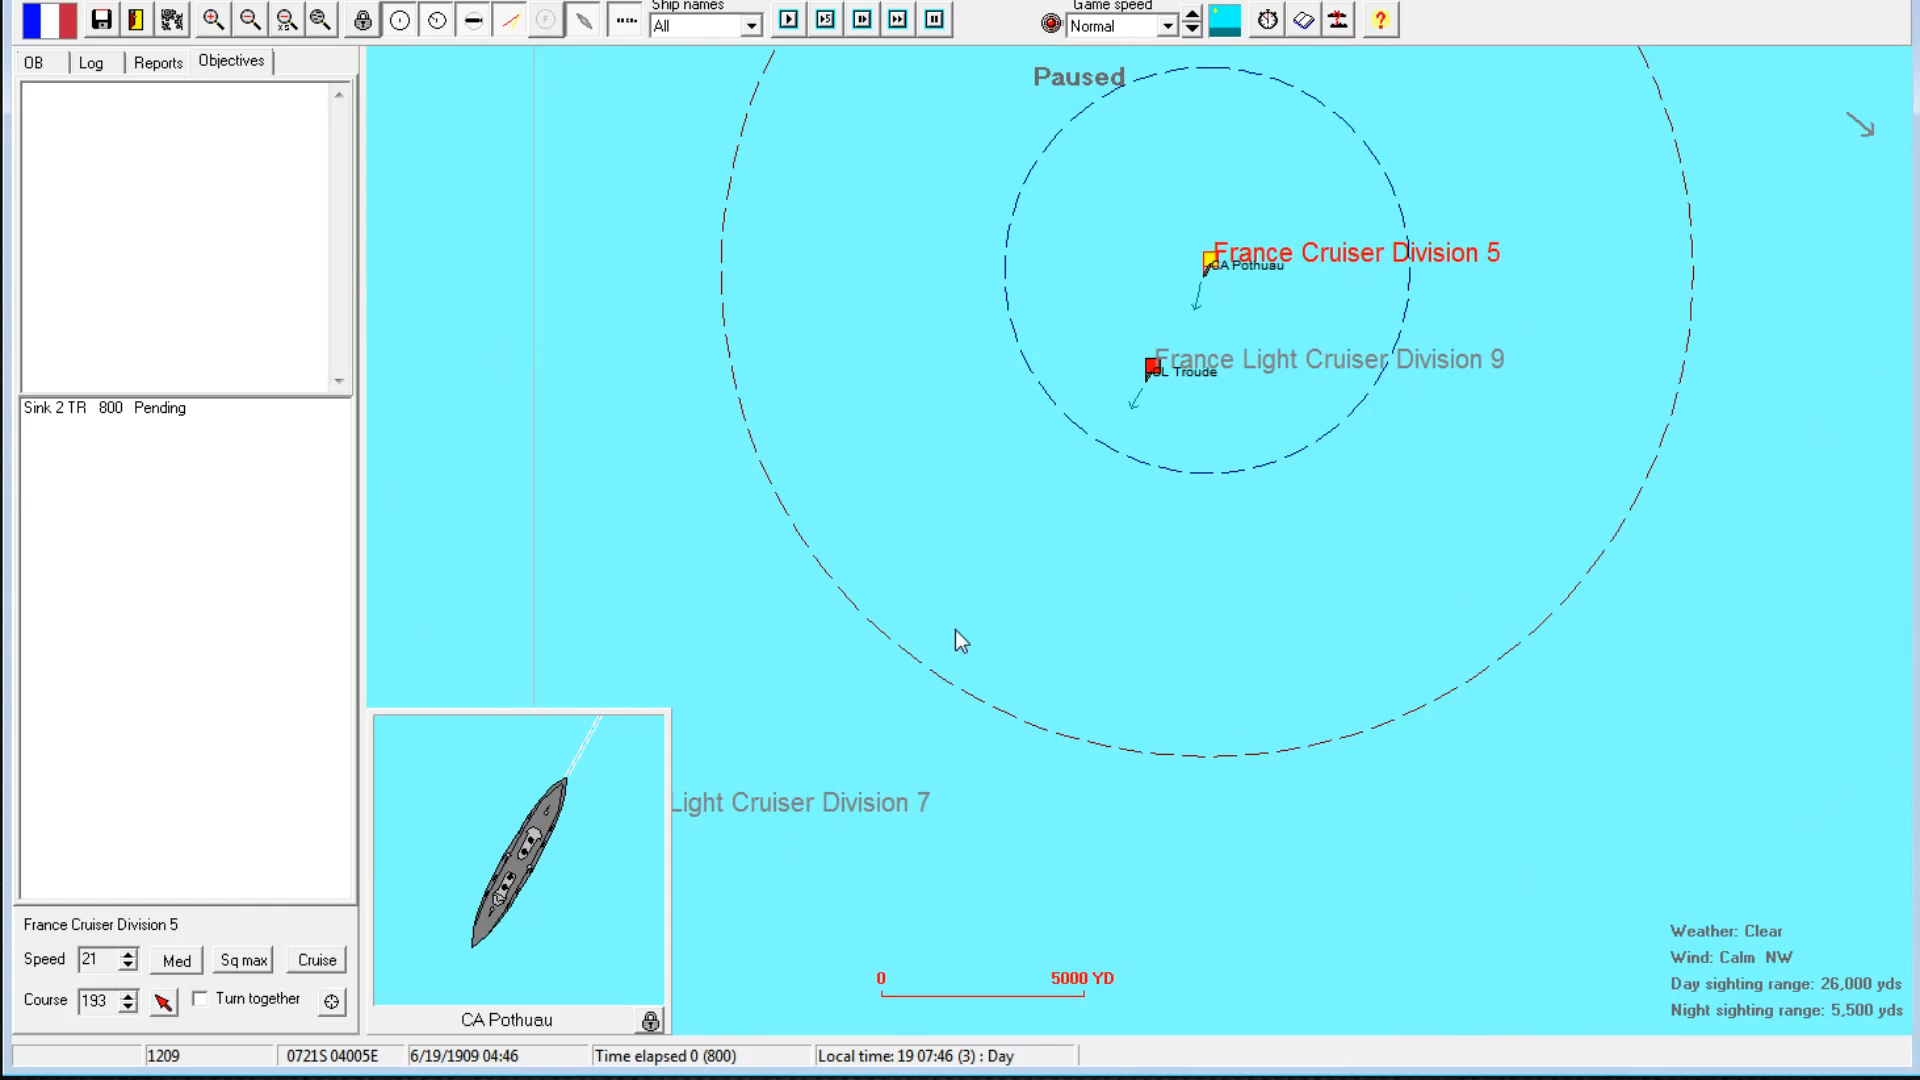 Ship names
Game speed
All
Normal
OB
Log
Reports
Objectives
Paused
France Cruiser Division 5
CA Pothuau
France Light Cruiser Division 9
CL Troude
Sink 2 TR 800 Pending
Light Cruiser Division 7
France Cruiser Division 5
Speed 21 Med Sq max Cruise
Course 193 Turn together
CA Pothuau
0 5000 YD
Weather: Clear
Wind: Calm NW
Day sighting range: 26,000 yds
Night sighting range: 5,500 yds
1209 0721S 04005E 6/19/1909 04:46 Time elapsed 0 (800) Local time: 19 07:46 (3) : Day